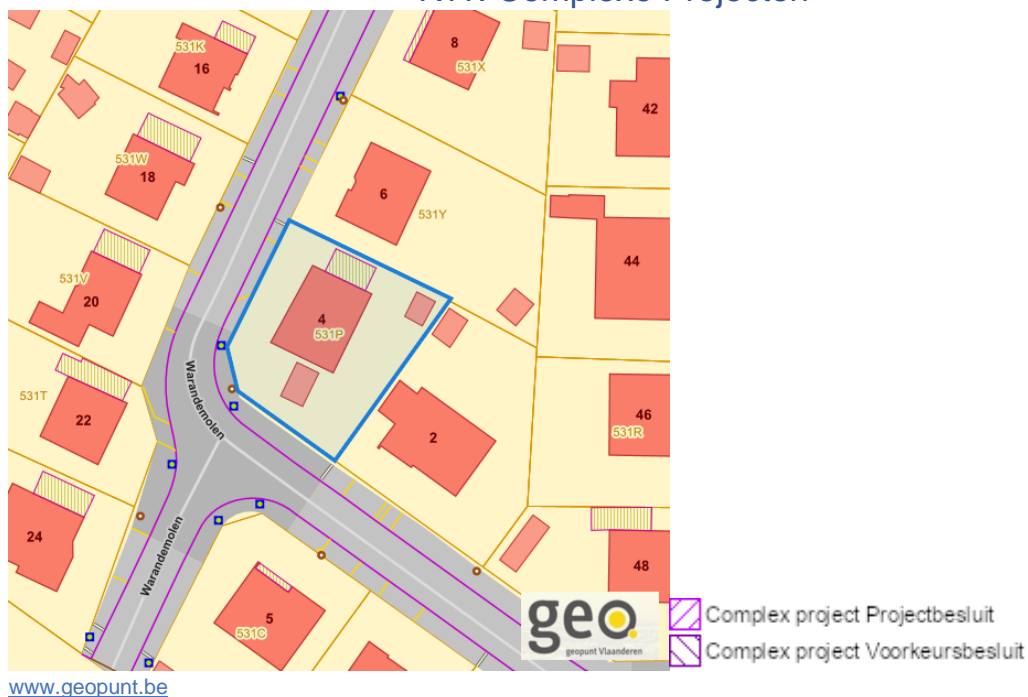 531K
16
8
531X
42
531W
18
6
531Y
44
531V
20
4
531P
Warandemolen
531T
22
2
46
531R
24
Warandemolen
48
5
531C
geo.
geopunt Vlaanderen
Complex project Projectbesluit
Complex project Voorkeursbesluit
www.geopunt.be